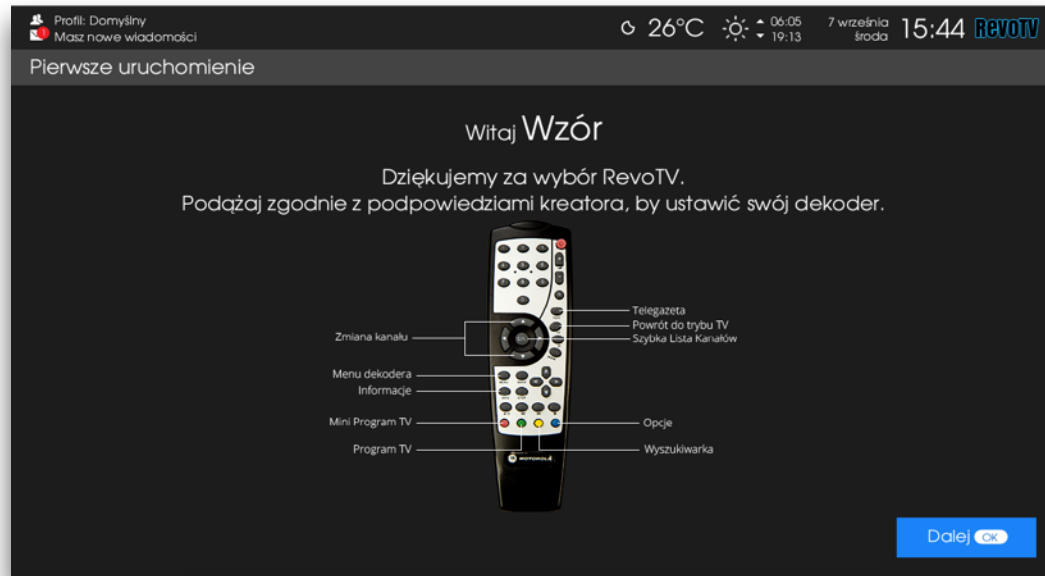 Profil: Domyślny
1 Masz nowe wiadomości
26°C
06:05
19:13
7 września
środa
15:44
REVOTV
Pierwsze uruchomienie
Witaj Wzór
Dziękujemy za wybór RevoTV.
Podążaj zgodnie z podpowiedziami kreatora, by ustawić swój dekoder.
Telegazeta
Powrót do trybu TV
Zmiana kanału
Szybka Lista Kanałów
Menu dekodera
Informacje
Mini Program TV
Opcje
Program TV
Wyszukiwarka
MOTOROLA
Dalej OK